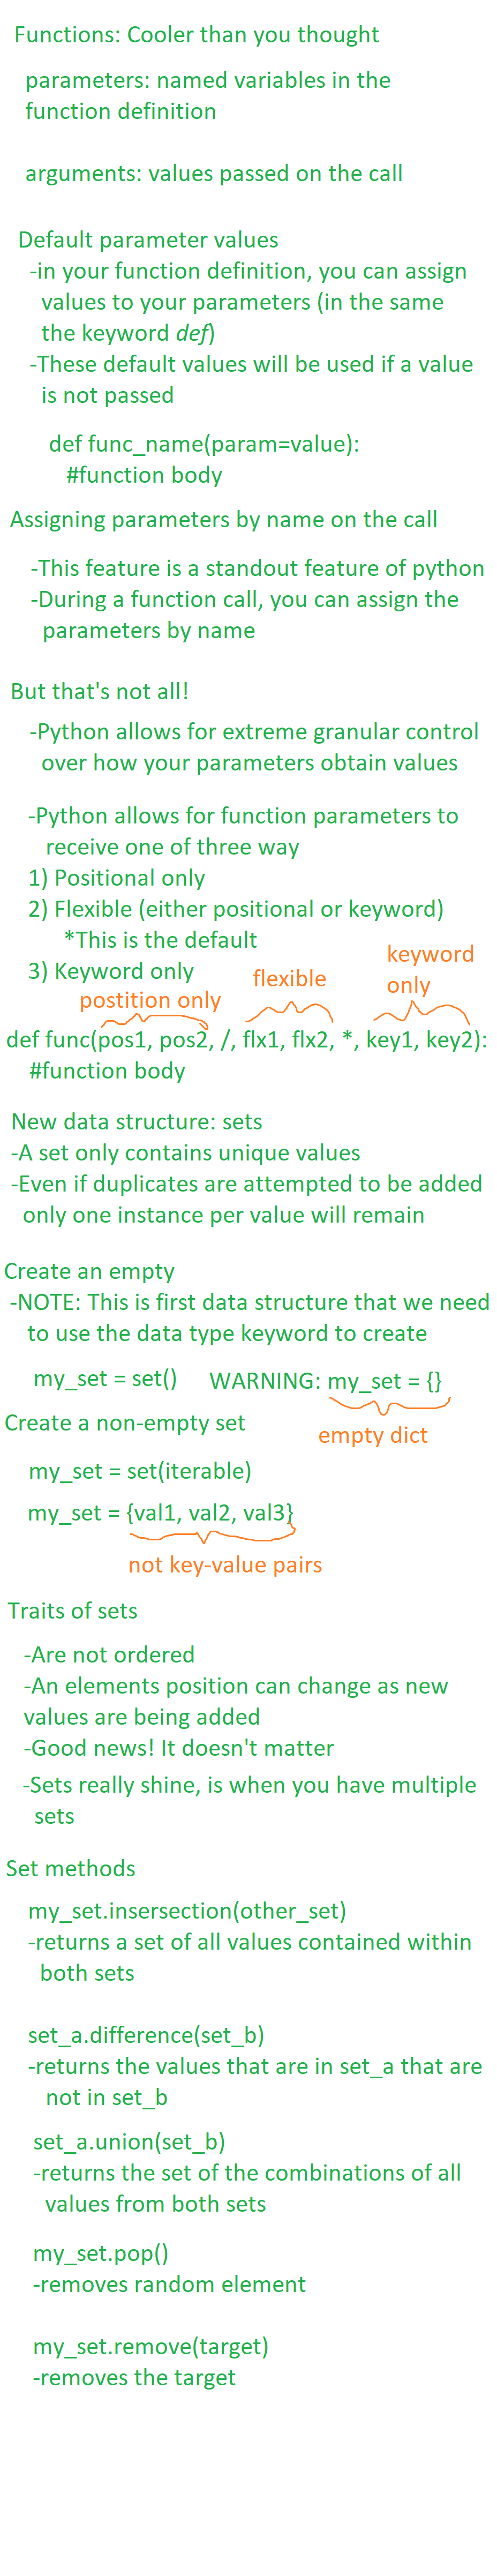 Functions: Cooler than you thought
parameters: named variables in the
function definition
arguments: values passed on the call
Default parameter values
-in your function definition, you can assign
values to your parameters (in the same
the keyword def)
-These default values will be used if a value
is not passed
def func_name(param=value):
#function body
Assigning parameters by name on the call
-This feature is a standout feature of python
-During a function call, you can assign the
parameters by name
But that's not all!
-Python allows for extreme granular control
over how your parameters obtain values
-Python allows for function parameters to
receive one of three way
1) Positional only
2) Flexible (either positional or keyword)
*This is the default
3) Keyword only
postition only
flexible
keyword
only
def func(pos1, pos2, /, flx1, flx2, *, key1, key2):
#function body
New data structure: sets
-A set only contains unique values
-Even if duplicates are attempted to be added
only one instance per value will remain
Create an empty
-NOTE: This is first data structure that we need
to use the data type keyword to create
my_set = set() WARNING: my_set = {}
empty dict
Create a non-empty set
my_set = set(iterable)
my_set = {val1, val2, val3}
not key-value pairs
Traits of sets
-Are not ordered
-An elements position can change as new
values are being added
-Good news! It doesn't matter
-Sets really shine, is when you have multiple
sets
Set methods
my_set.insersection(other_set)
-returns a set of all values contained within
both sets
set_a.difference(set_b)
-returns the values that are in set_a that are
not in set_b
set_a.union(set_b)
-returns the set of the combinations of all
values from both sets
my_set.pop()
-removes random element
my_set.remove(target)
-removes the target